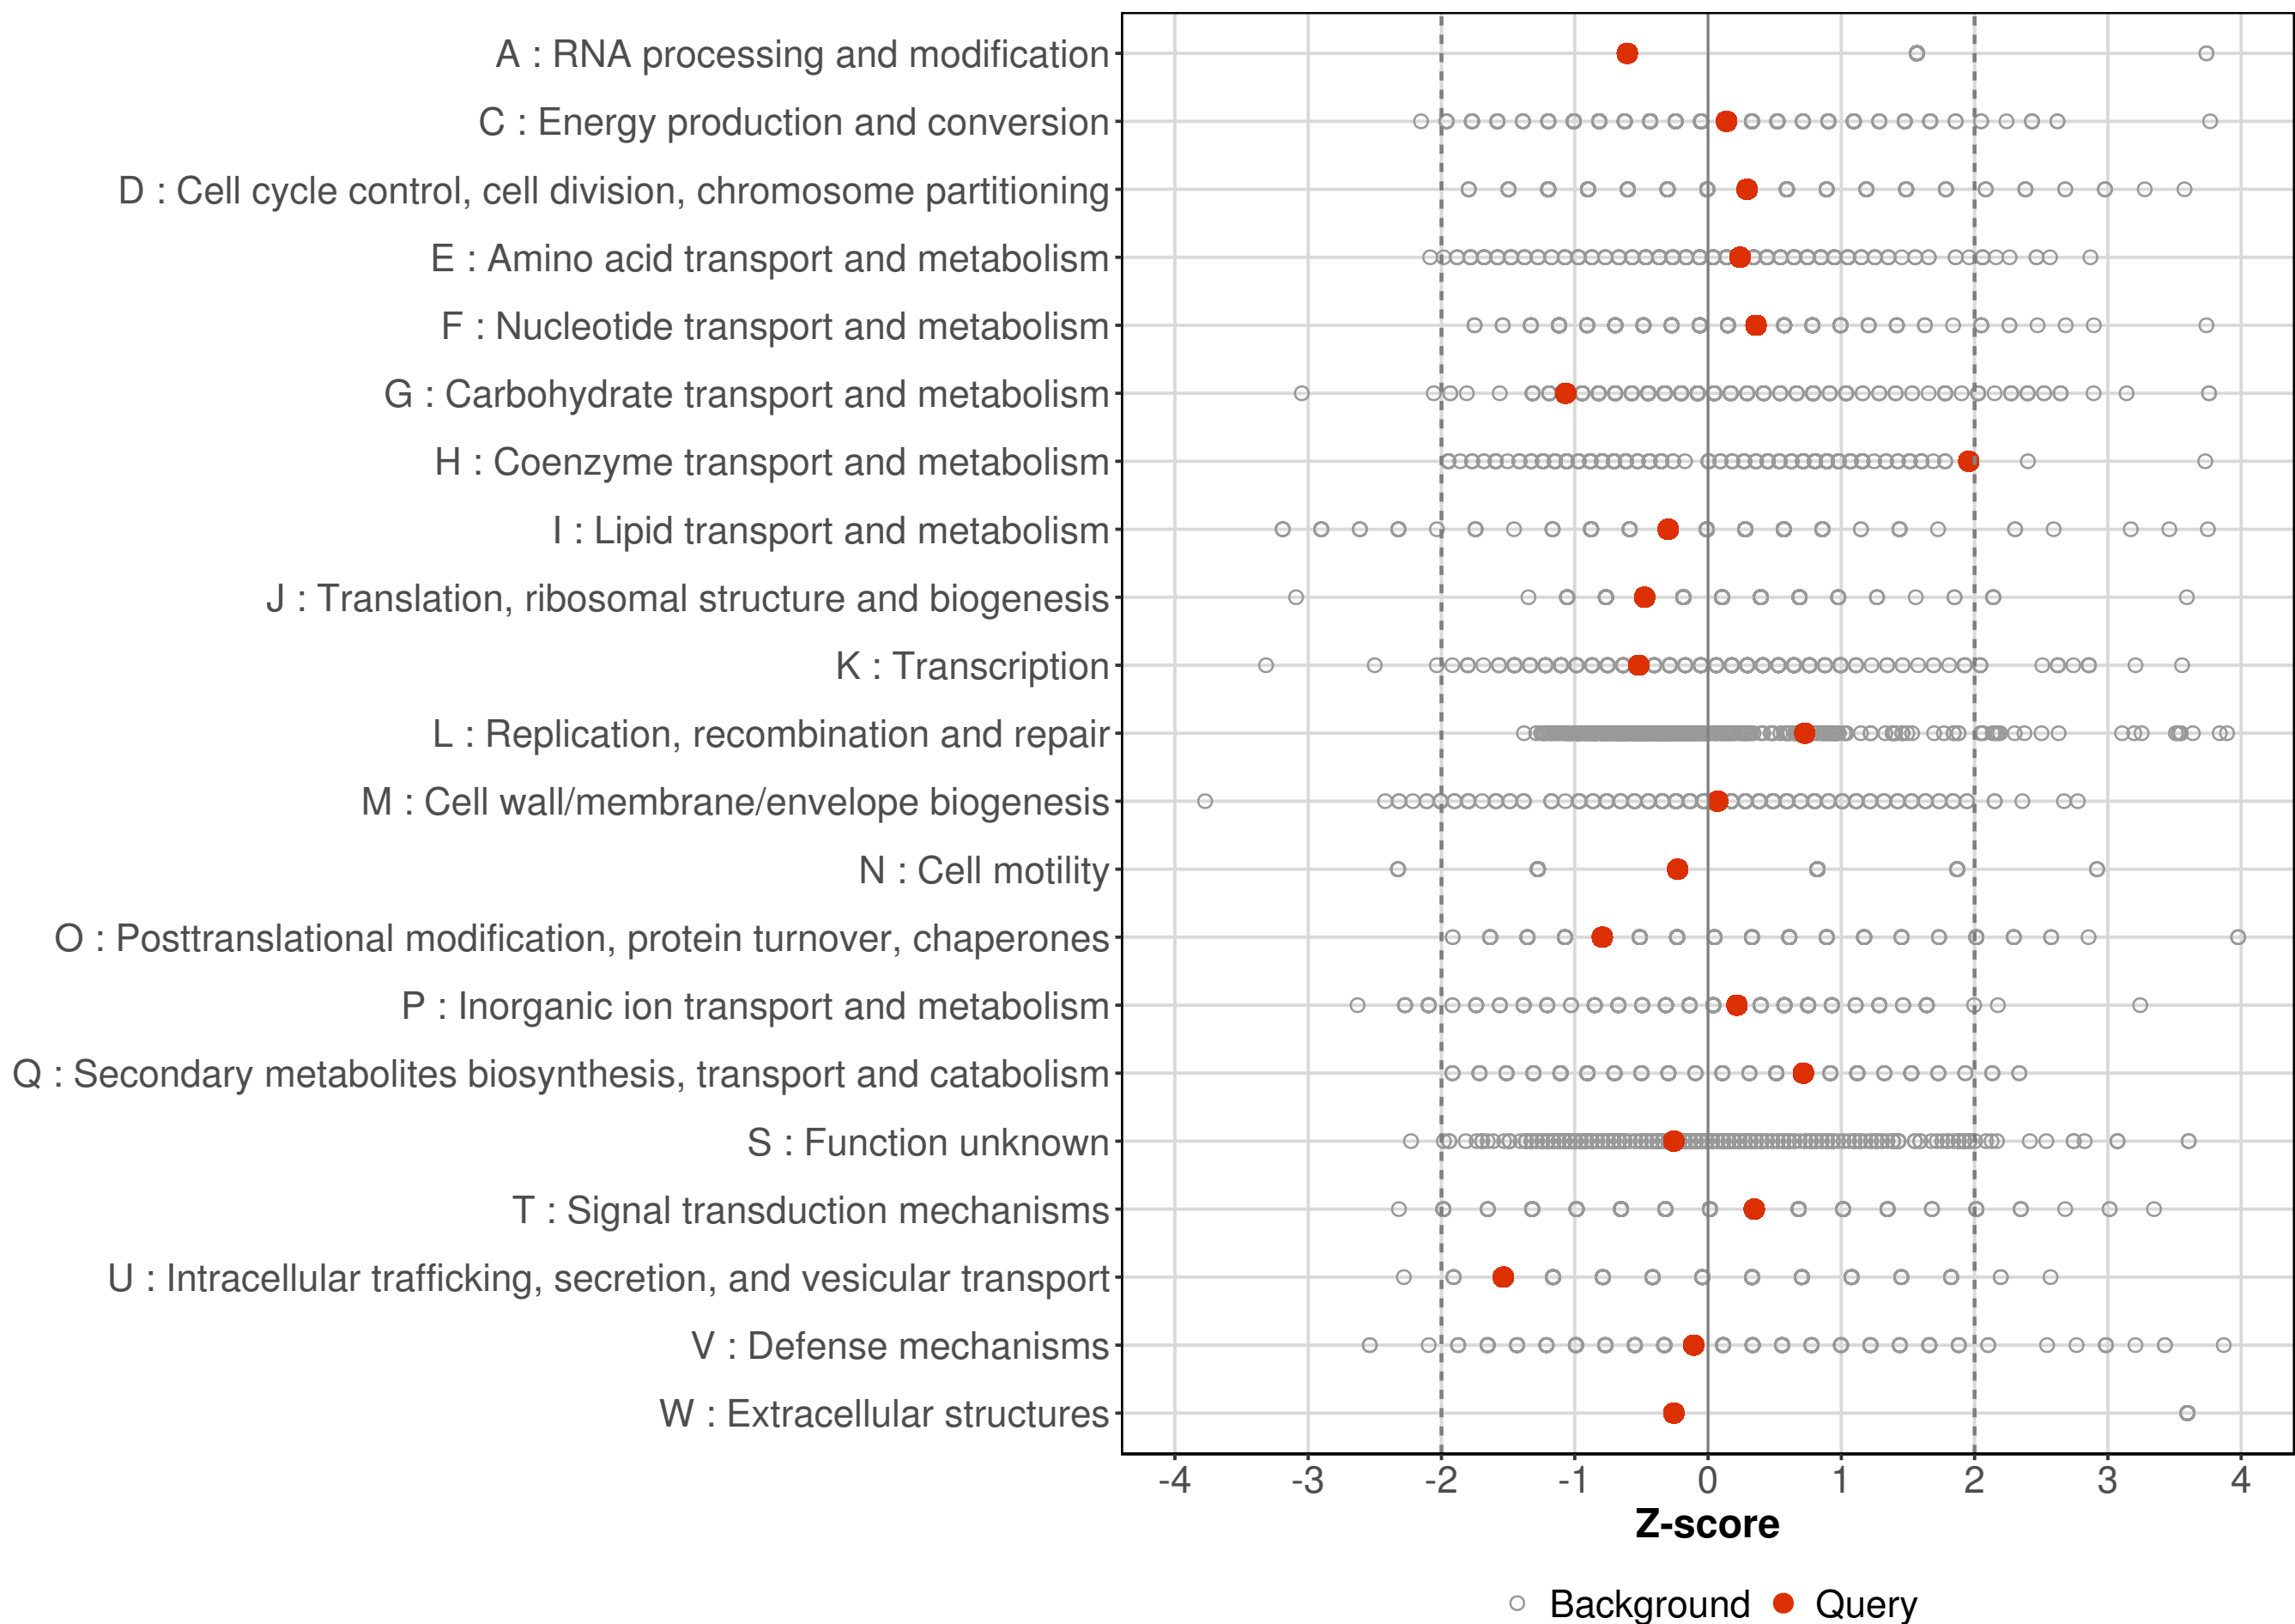 A : RNA processing and modification
C : Energy production and conversion
D : Cell cycle control, cell division, chromosome partitioning
E : Amino acid transport and metabolism
F : Nucleotide transport and metabolism
G : Carbohydrate transport and metabolism
H : Coenzyme transport and metabolism
I : Lipid transport and metabolism
J : Translation, ribosomal structure and biogenesis
K : Transcription
L : Replication, recombination and repair
M : Cell wall/membrane/envelope biogenesis
N : Cell motility
O : Posttranslational modification, protein turnover, chaperones
P : Inorganic ion transport and metabolism
Q : Secondary metabolites biosynthesis, transport and catabolism
S : Function unknown
T : Signal transduction mechanisms
U : Intracellular trafficking, secretion, and vesicular transport
V : Defense mechanisms
W : Extracellular structures
-4 -3 -2 -1 0 1 2 3 4
Z-score
Background Query